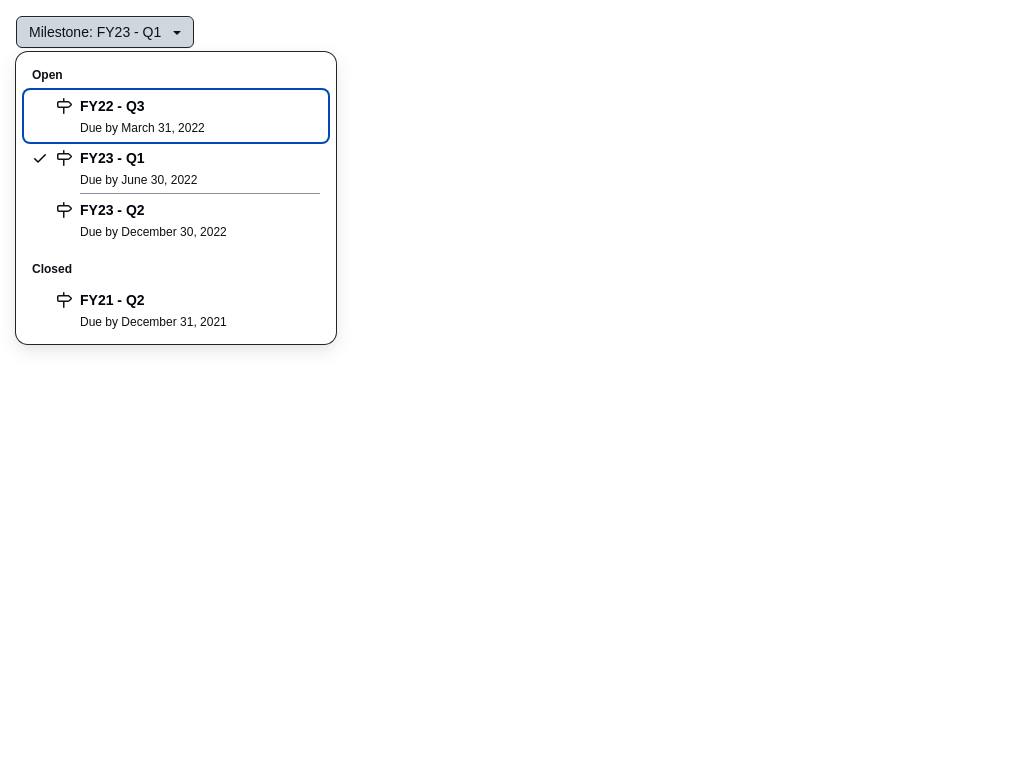 Milestone: FY23 - Q1
Open
FY22 - Q3
Due by March 31, 2022
FY23 - Q1
Due by June 30, 2022
FY23 - Q2
Due by December 30, 2022
Closed
FY21 - Q2
Due by December 31, 2021